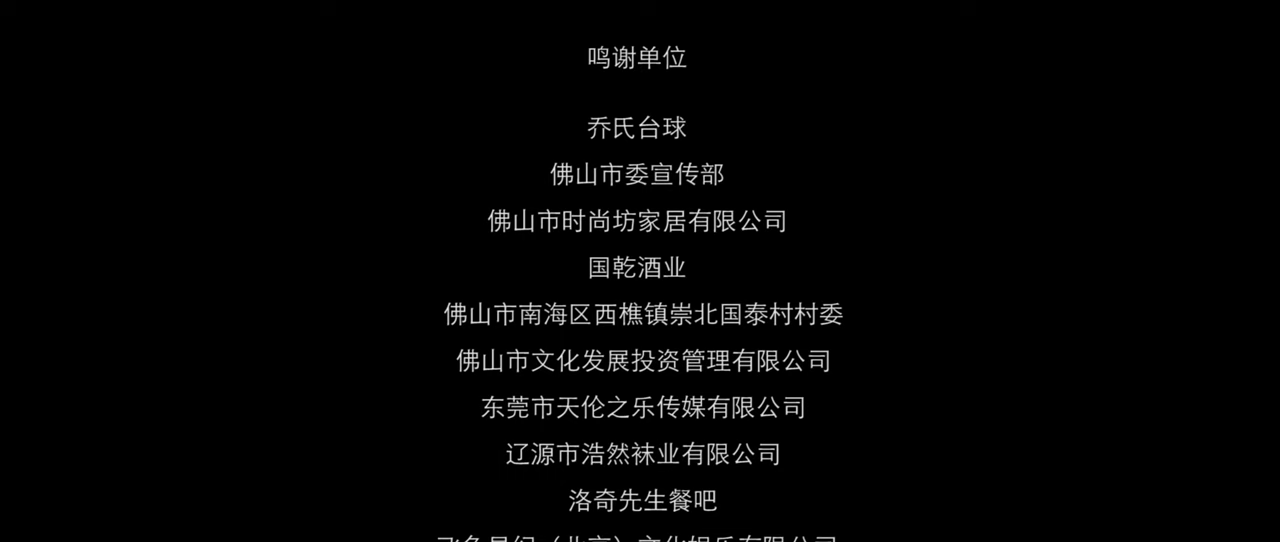 鸣谢单位
乔氏台球
佛山市委宣传部
佛山市时尚坊家居有限公司
国乾酒业
佛山市南海区西樵镇崇北国泰村村委
佛山市文化发展投资管理有限公司
东莞市天伦之乐传媒有限公司
辽源市浩然袜业有限公司
洛奇先生餐吧